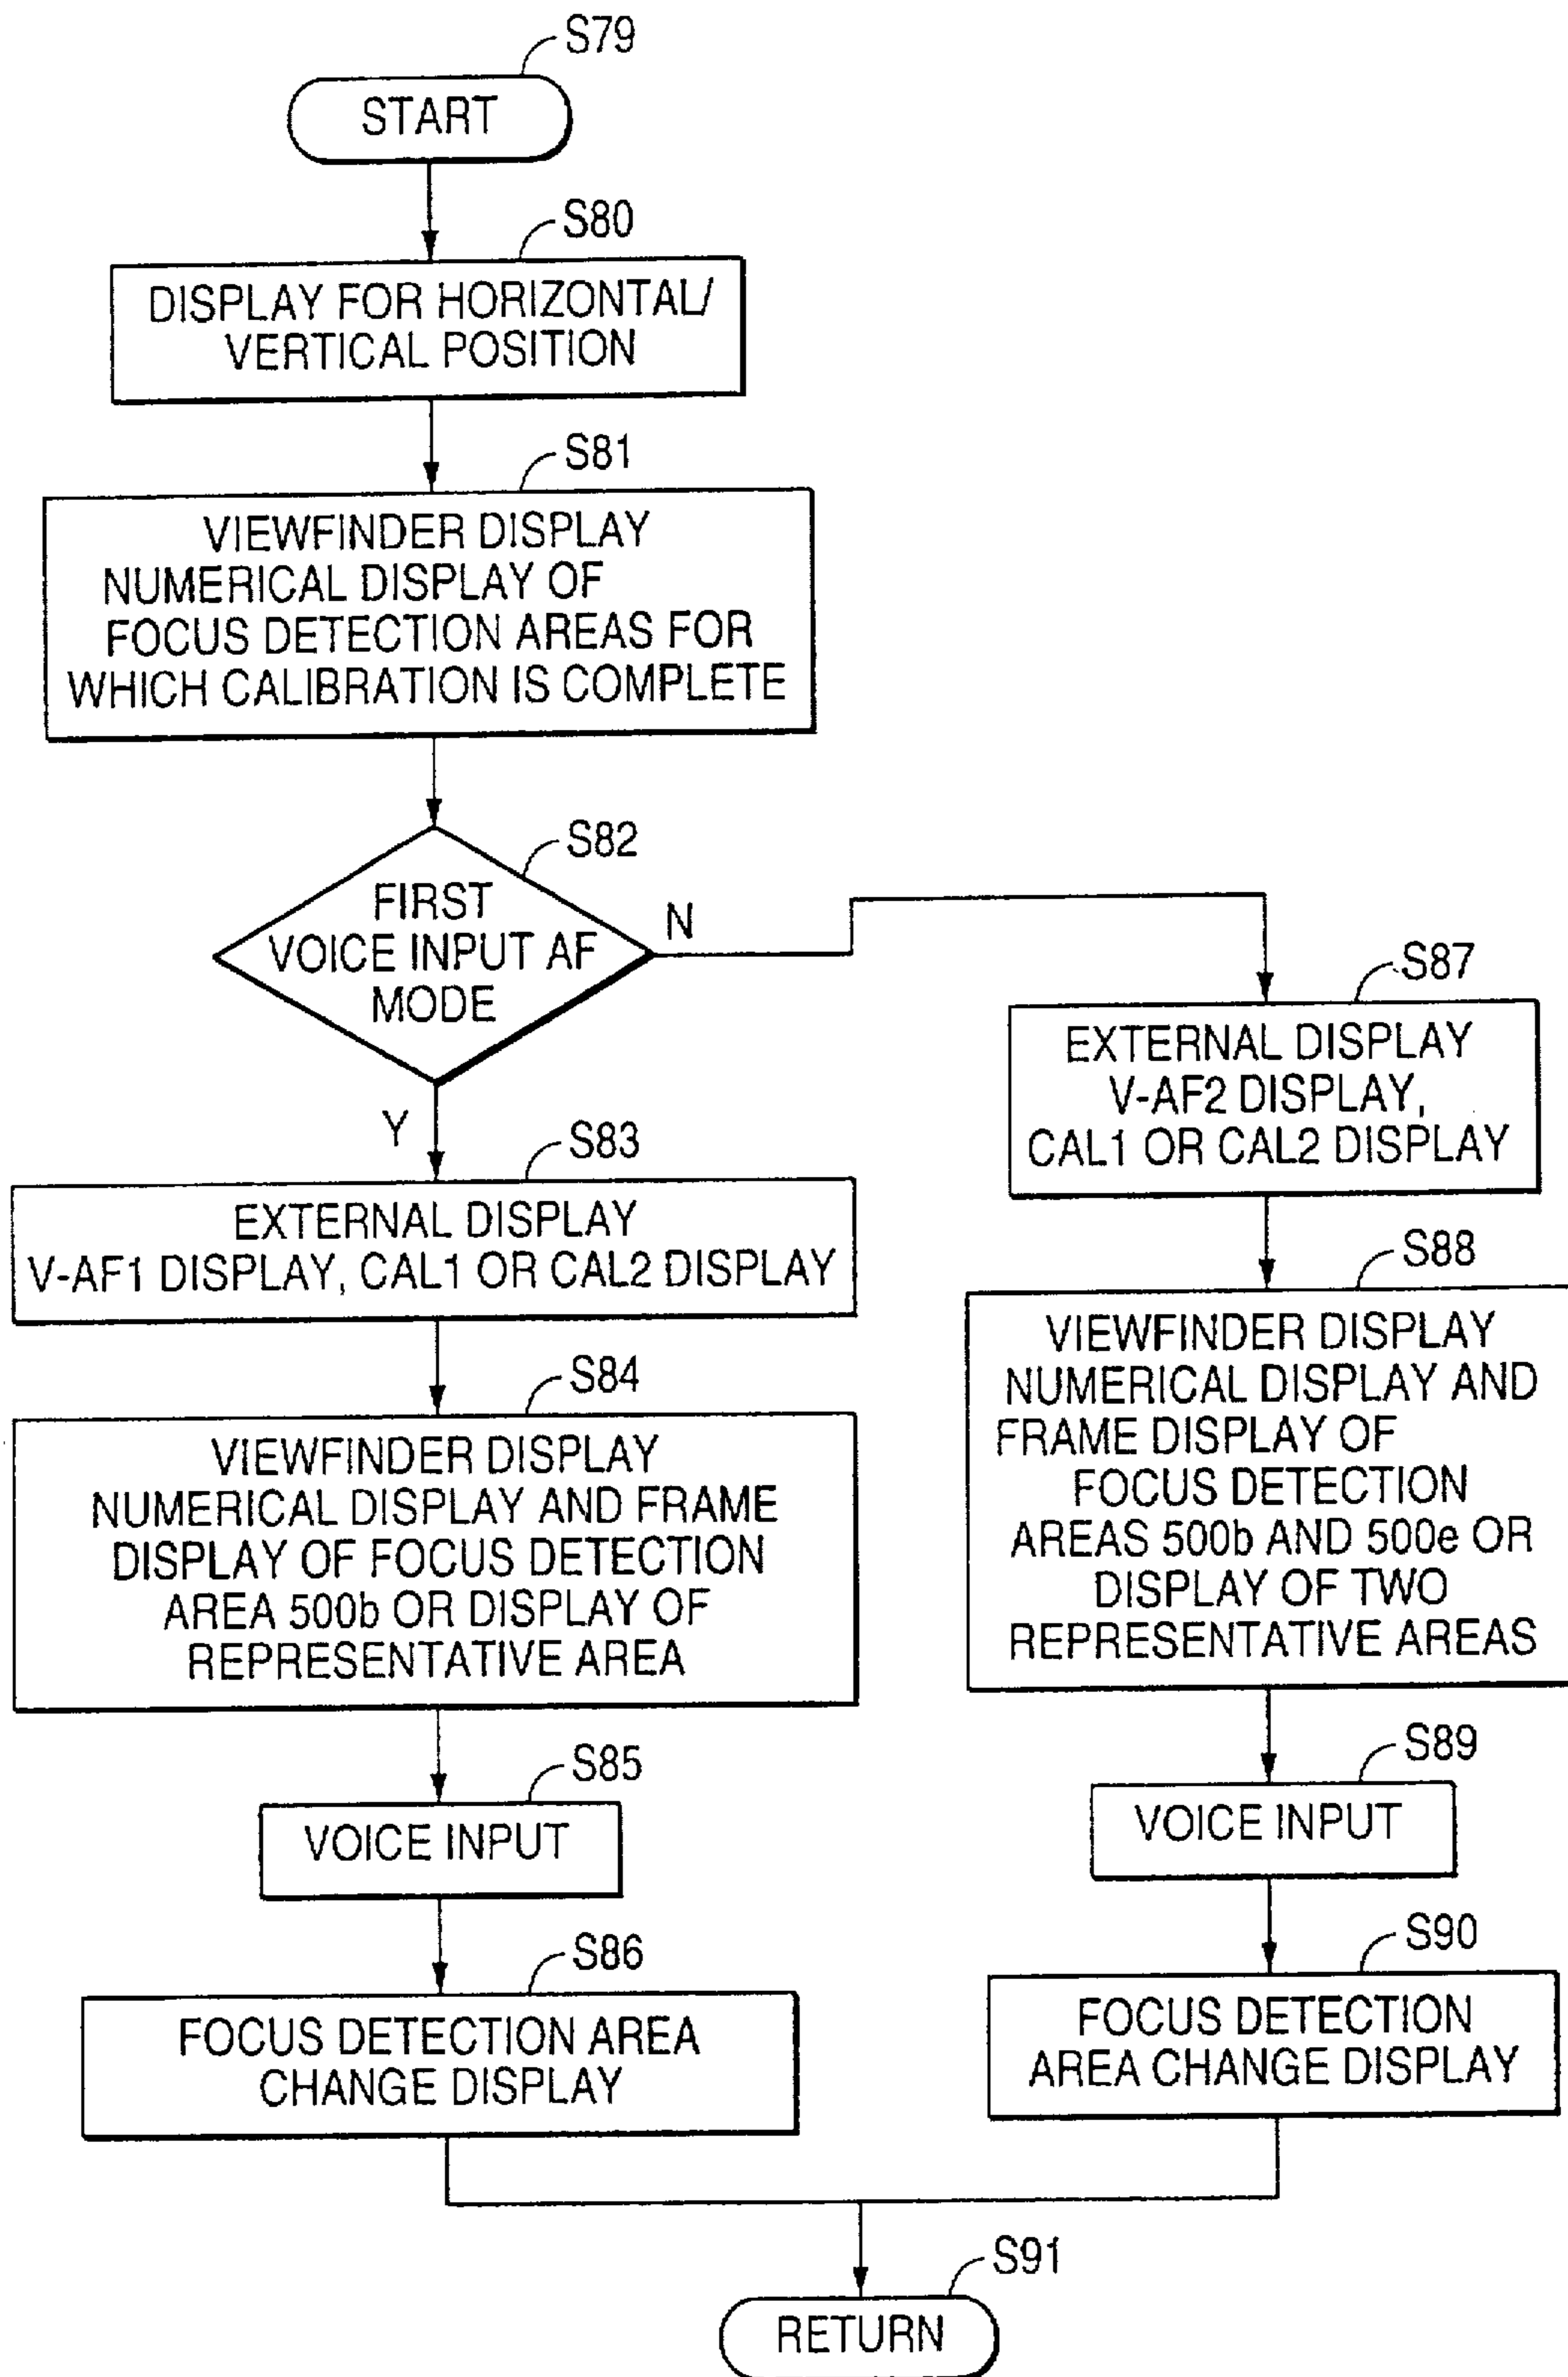 S79
START
S80
DISPLAY FOR HORIZONTAL/
VERTICAL POSITION
S81
VIEWFINDER DISPLAY
NUMERICAL DISPLAY OF
FOCUS DETECTION AREAS FOR
WHICH CALIBRATION IS COMPLETE
S82
FIRST
VOICE INPUT AF
MODE
N
Y
S83
EXTERNAL DISPLAY
V-AF1 DISPLAY, CAL1 OR CAL2 DISPLAY
S84
VIEWFINDER DISPLAY
NUMERICAL DISPLAY AND FRAME
DISPLAY OF FOCUS DETECTION
AREA 500b OR DISPLAY OF
REPRESENTATIVE AREA
S85
VOICE INPUT
S86
FOCUS DETECTION AREA
CHANGE DISPLAY
S87
EXTERNAL DISPLAY
V-AF2 DISPLAY,
CAL1 OR CAL2 DISPLAY
S88
VIEWFINDER DISPLAY
NUMERICAL DISPLAY AND
FRAME DISPLAY OF
FOCUS DETECTION
AREAS 500b AND 500e OR
DISPLAY OF TWO
REPRESENTATIVE AREAS
S89
VOICE INPUT
S90
FOCUS DETECTION
AREA CHANGE DISPLAY
S91
RETURN